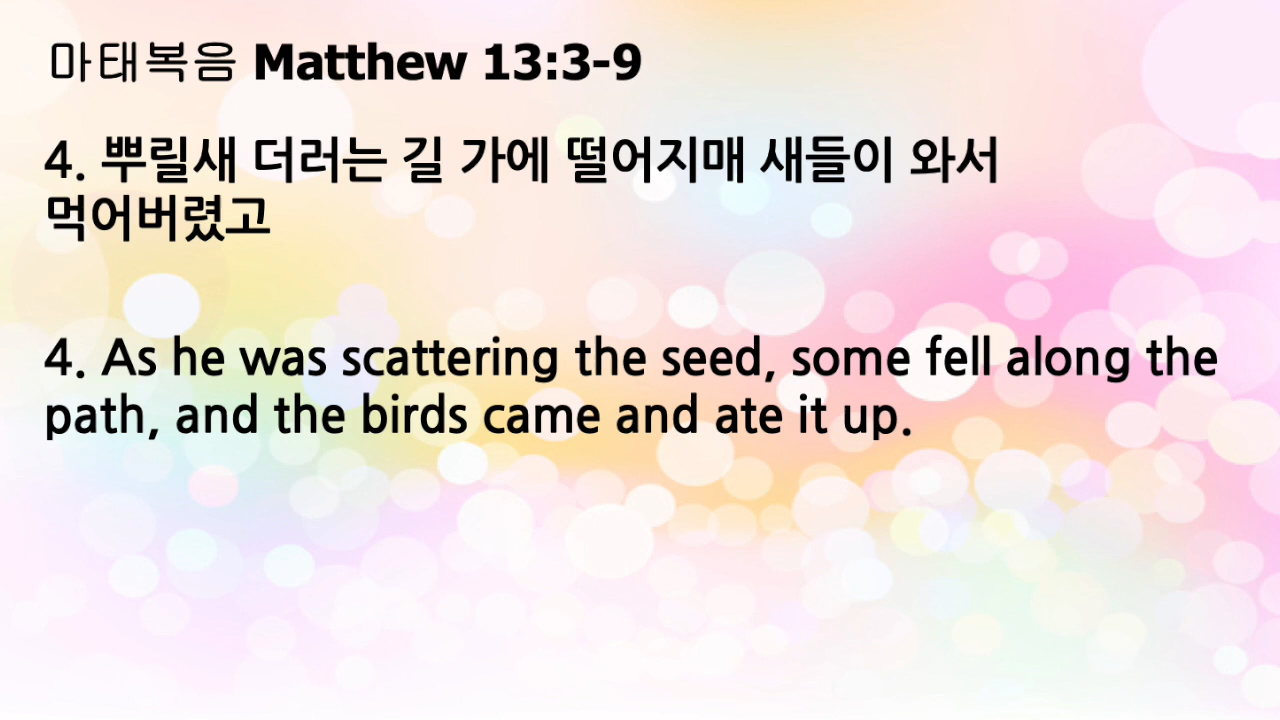 마태복음 Matthew 13:3-9
4. 뿌릴새 더러는 길 가에 떨어지매 새들이 와서
먹어버렸고
4. As he was scattering the seed, some fell along the
path, and the birds came and ate it up.